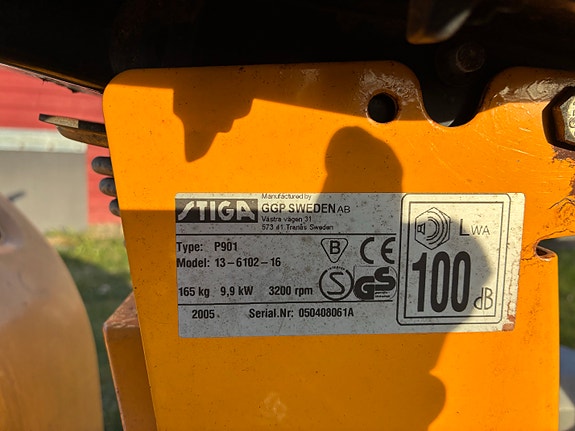 STIGA
Manufactured by
GGP SWEDEN AB
Västra vägen 31
573 41 Tranås Sweden
Type: P901
Model: 13-6102-16
B CE
165 kg 9,9 kW 3200 rpm
S GS
2005 Serial.Nr: 050408061A
LWA
100 dB